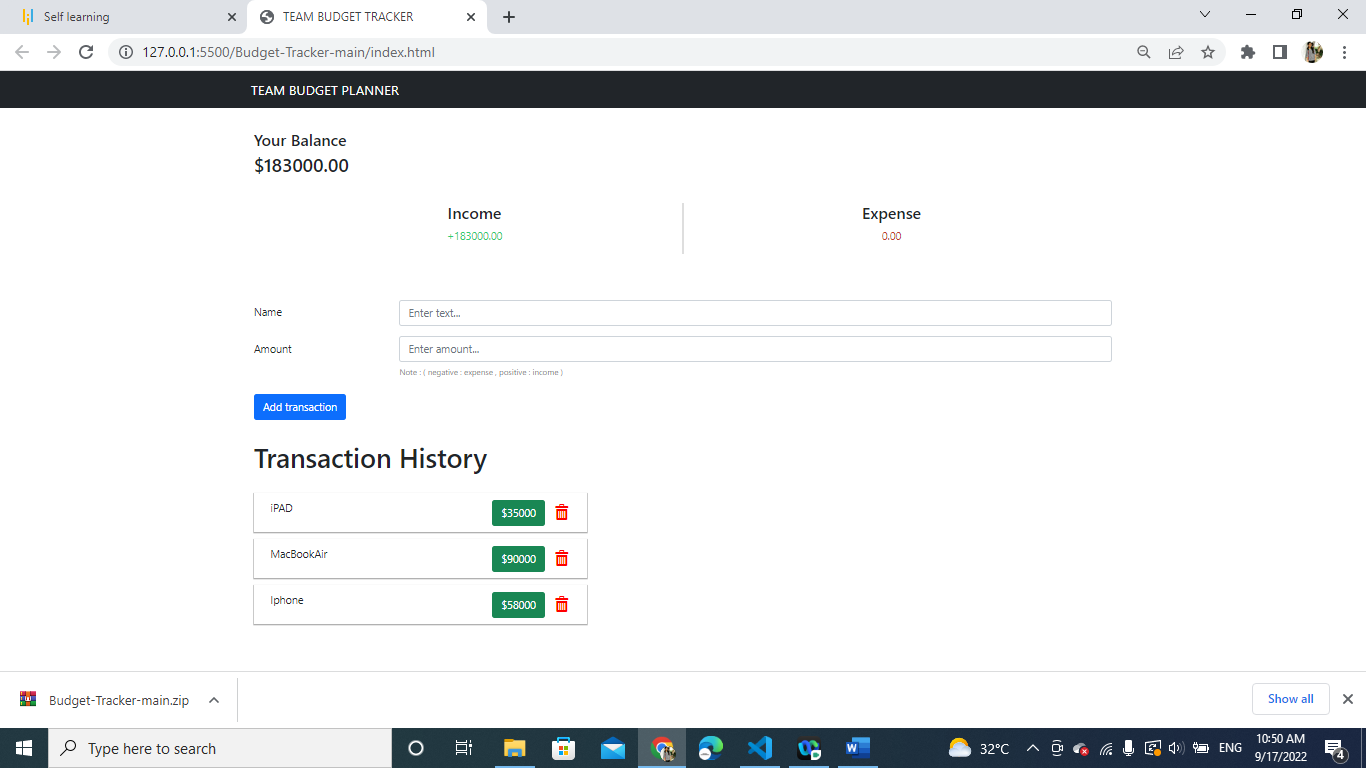 Self learning
TEAM BUDGET TRACKER
127.0.0.1:5500/Budget-Tracker-main/index.html
TEAM BUDGET PLANNER
Your Balance
$183000.00
Income
+183000.00
Expense
0.00
Name
Enter text...
Amount
Enter amount...
Note : ( negative : expense , positive : income )
Add transaction
Transaction History
iPAD $35000
MacBookAir $90000
Iphone $58000
Budget-Tracker-main.zip
Show all
Type here to search
32°C
ENG
10:50 AM
9/17/2022
4